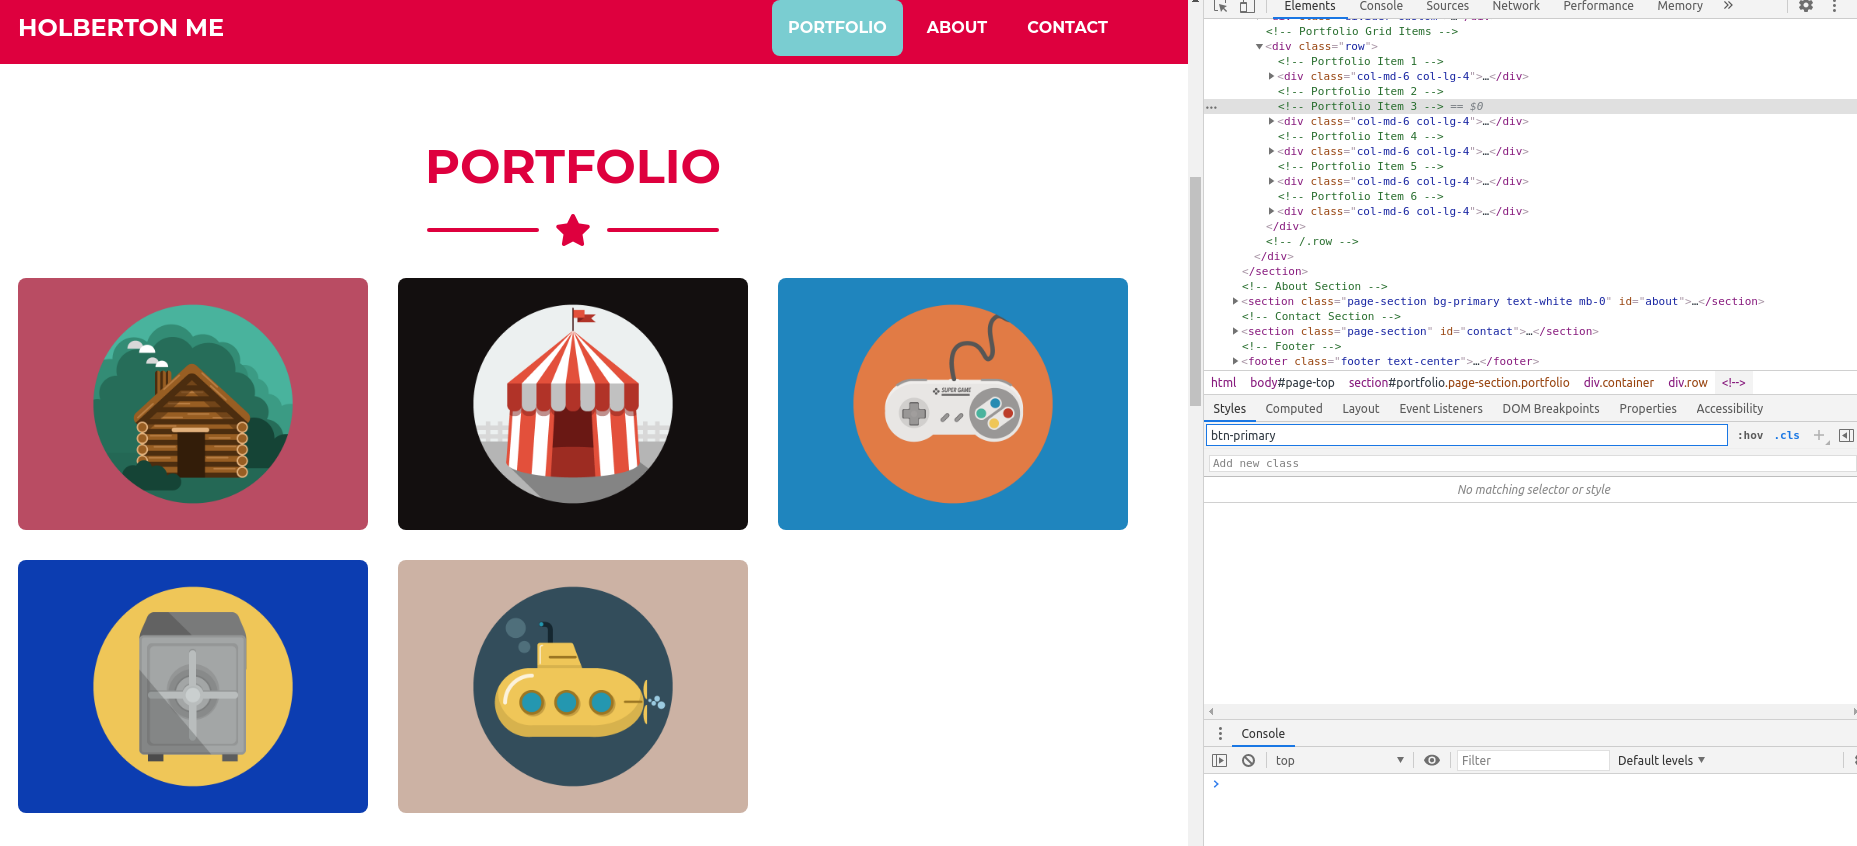 HOLBERTON ME
PORTFOLIO
ABOUT
CONTACT
PORTFOLIO
SUPER GAME
Elements Console Sources Network Performance Memory »
<!-- Portfolio Grid Items -->
<div class="row">
<!-- Portfolio Item 1 -->
<div class="col-md-6 col-lg-4">…</div>
<!-- Portfolio Item 2 -->
<!-- Portfolio Item 3 --> == $0
<div class="col-md-6 col-lg-4">…</div>
<!-- Portfolio Item 4 -->
<div class="col-md-6 col-lg-4">…</div>
<!-- Portfolio Item 5 -->
<div class="col-md-6 col-lg-4">…</div>
<!-- Portfolio Item 6 -->
<div class="col-md-6 col-lg-4">…</div>
</div>
<!-- /.row -->
</div>
</section>
<!-- About Section -->
<section class="page-section bg-primary text-white mb-0" id="about">…</section>
<!-- Contact Section -->
<section class="page-section" id="contact">…</section>
<!-- Footer -->
<footer class="footer text-center">…</footer>
html body#page-top section#portfolio.page-section.portfolio div.container div.row <!-->
Styles Computed Layout Event Listeners DOM Breakpoints Properties Accessibility
btn-primary :hov .cls +
Add new class
No matching selector or style
Console
top Filter Default levels